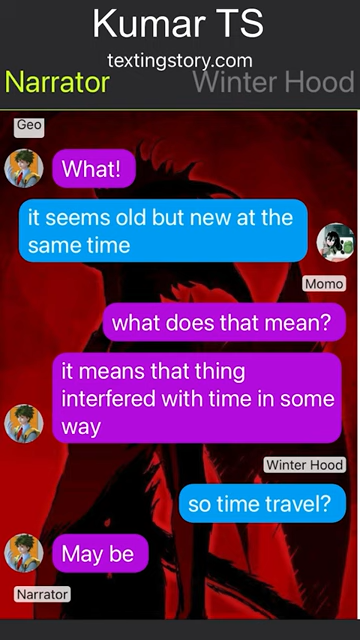 Kumar TS
textingstory.com
Narrator Winter Hood
Geo
What!
it seems old but new at the
same time
Momo
what does that mean?
it means that thing
interfered with time in some
way
Winter Hood
so time travel?
May be
Narrator